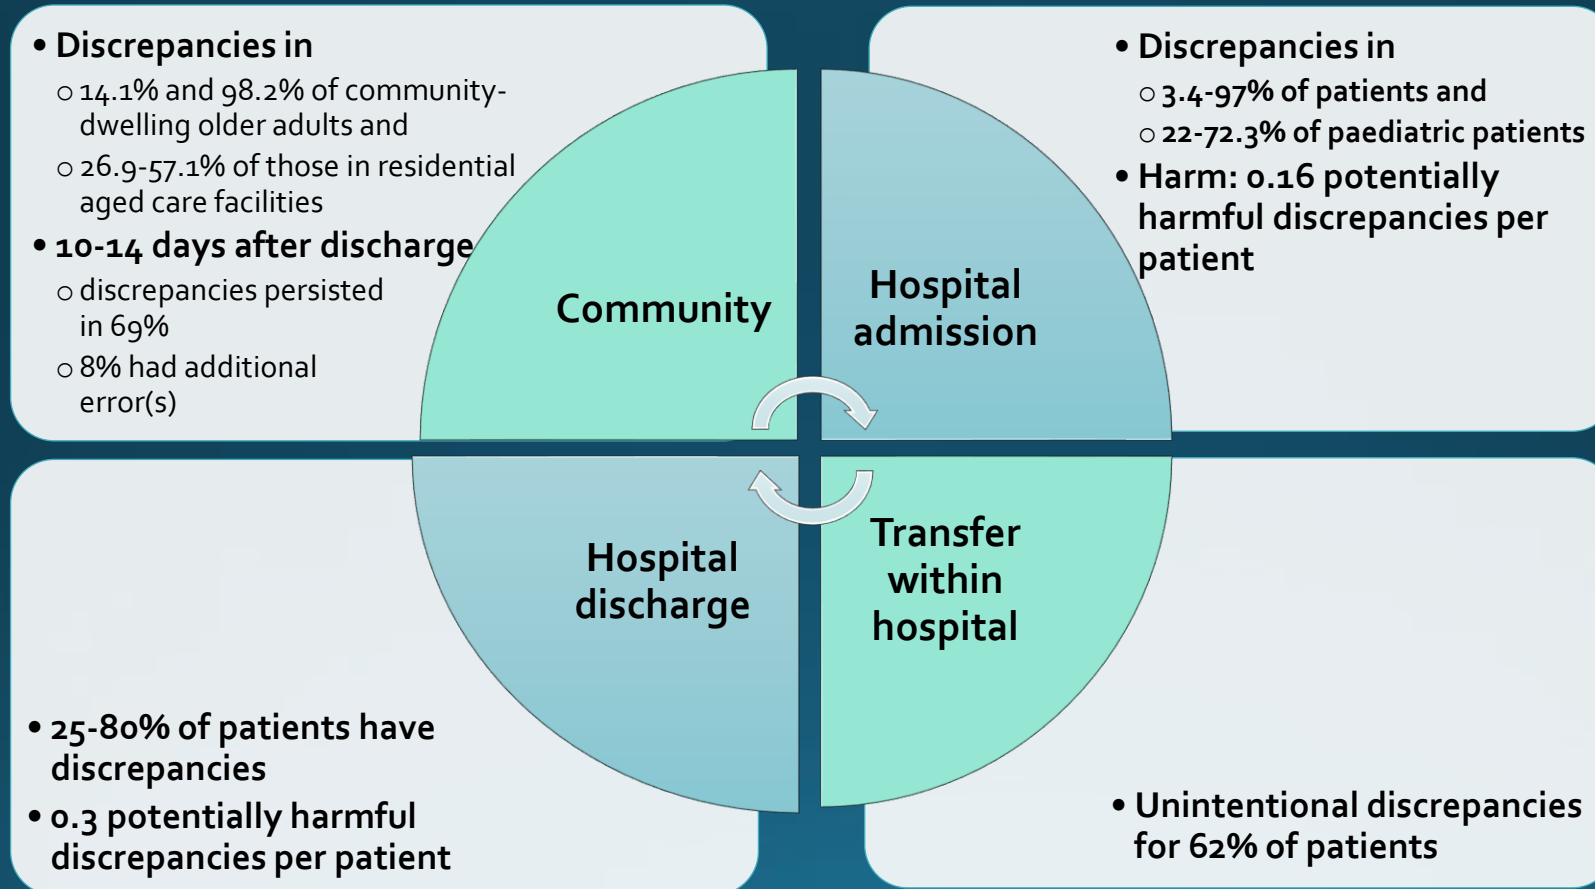 • Discrepancies in
o 14.1% and 98.2% of community-
dwelling older adults and
o 26.9-57.1% of those in residential
aged care facilities
• 10-14 days after discharge
o discrepancies persisted
in 69%
o 8% had additional
error(s)
Community
Hospital
admission
• Discrepancies in
o 3.4-97% of patients and
o 22-72.3% of paediatric patients
• Harm: 0.16 potentially
harmful discrepancies per
patient
Hospital
discharge
• 25-80% of patients have
discrepancies
• 0.3 potentially harmful
discrepancies per patient
Transfer
within
hospital
• Unintentional discrepancies
for 62% of patients